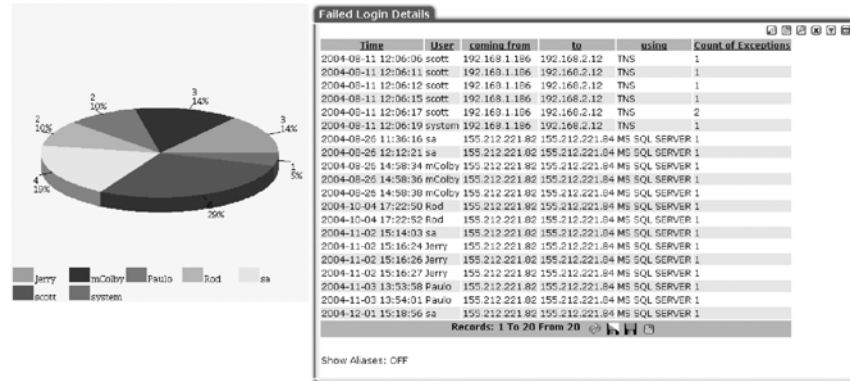 3
14%
3
14%
1
5%
6
29%
4
19%
2
10%
2
10%
Jerry mColby Paulo Rod sa
scott system
Failed Login Details
Time User coming from to using Count of Exceptions
2004-08-11 12:06:06 scott 192.168.1.186 192.168.2.12 TNS 1
2004-08-11 12:06:11 scott 192.168.1.186 192.168.2.12 TNS 1
2004-08-11 12:06:12 scott 192.168.1.186 192.168.2.12 TNS 1
2004-08-11 12:06:15 scott 192.168.1.186 192.168.2.12 TNS 1
2004-08-11 12:06:17 scott 192.168.1.186 192.168.2.12 TNS 2
2004-08-11 12:06:19 system 192.168.1.186 192.168.2.12 TNS 1
2004-08-26 11:36:16 sa 155.212.221.82 155.212.221.84 MS SQL SERVER 1
2004-08-26 12:12:21 sa 155.212.221.82 155.212.221.84 MS SQL SERVER 1
2004-08-26 14:58:34 mColby 155.212.221.82 155.212.221.84 MS SQL SERVER 1
2004-08-26 14:58:36 mColby 155.212.221.82 155.212.221.84 MS SQL SERVER 1
2004-08-26 14:58:38 mColby 155.212.221.82 155.212.221.84 MS SQL SERVER 1
2004-10-04 17:22:50 Rod 155.212.221.82 155.212.221.84 MS SQL SERVER 1
2004-10-04 17:22:52 Rod 155.212.221.82 155.212.221.84 MS SQL SERVER 1
2004-11-02 15:14:03 sa 155.212.221.82 155.212.221.84 MS SQL SERVER 1
2004-11-02 15:16:24 Jerry 155.212.221.82 155.212.221.84 MS SQL SERVER 1
2004-11-02 15:16:26 Jerry 155.212.221.82 155.212.221.84 MS SQL SERVER 1
2004-11-02 15:16:27 Jerry 155.212.221.82 155.212.221.84 MS SQL SERVER 1
2004-11-03 13:53:58 Paulo 155.212.221.82 155.212.221.84 MS SQL SERVER 1
2004-11-03 13:54:01 Paulo 155.212.221.82 155.212.221.84 MS SQL SERVER 1
2004-12-01 15:18:56 sa 155.212.221.82 155.212.221.84 MS SQL SERVER 1
Records: 1 To 20 From 20
Show Aliases: OFF